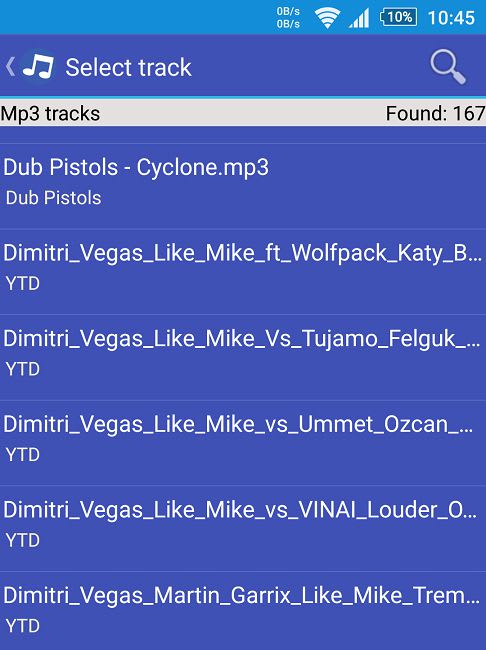 0B/s
0B/s
10%
10:45
Select track
Mp3 tracks
Found: 167
Dub Pistols - Cyclone.mp3
Dub Pistols
Dimitri_Vegas_Like_Mike_ft_Wolfpack_Katy_B...
YTD
Dimitri_Vegas_Like_Mike_Vs_Tujamo_Felguk_...
YTD
Dimitri_Vegas_Like_Mike_vs_Ummet_Ozcan_...
YTD
Dimitri_Vegas_Like_Mike_vs_VINAI_Louder_O...
YTD
Dimitri_Vegas_Martin_Garrix_Like_Mike_Trem...
YTD